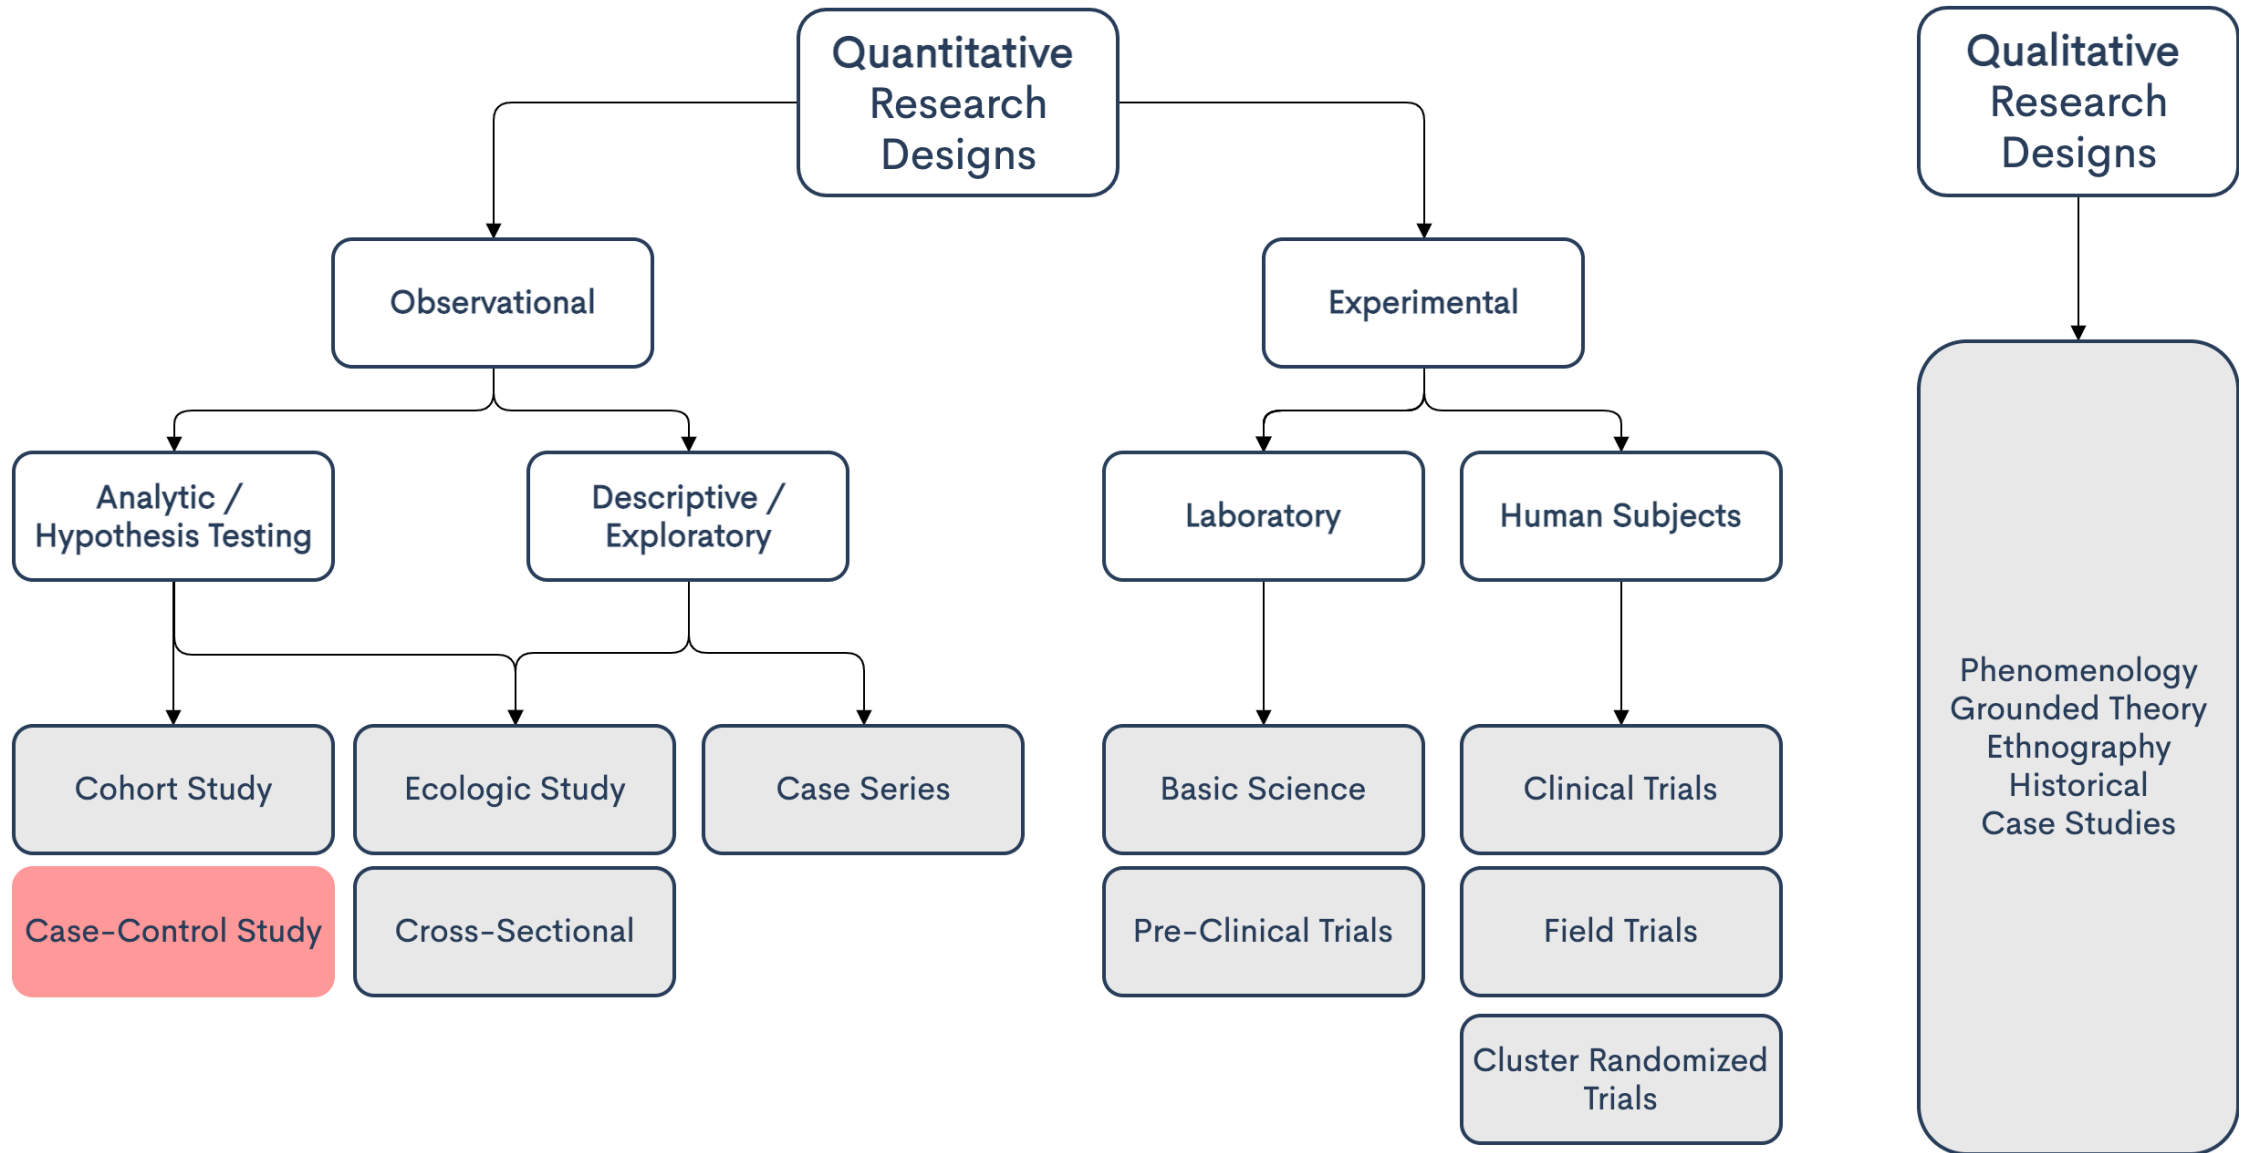 Quantitative
Research
Designs
Qualitative
Research
Designs
Observational
Experimental
Analytic /
Hypothesis Testing
Descriptive /
Exploratory
Laboratory
Human Subjects
Cohort Study
Ecologic Study
Case Series
Basic Science
Clinical Trials
Case-Control Study
Cross-Sectional
Pre-Clinical Trials
Field Trials
Cluster Randomized
Trials
Phenomenology
Grounded Theory
Ethnography
Historical
Case Studies